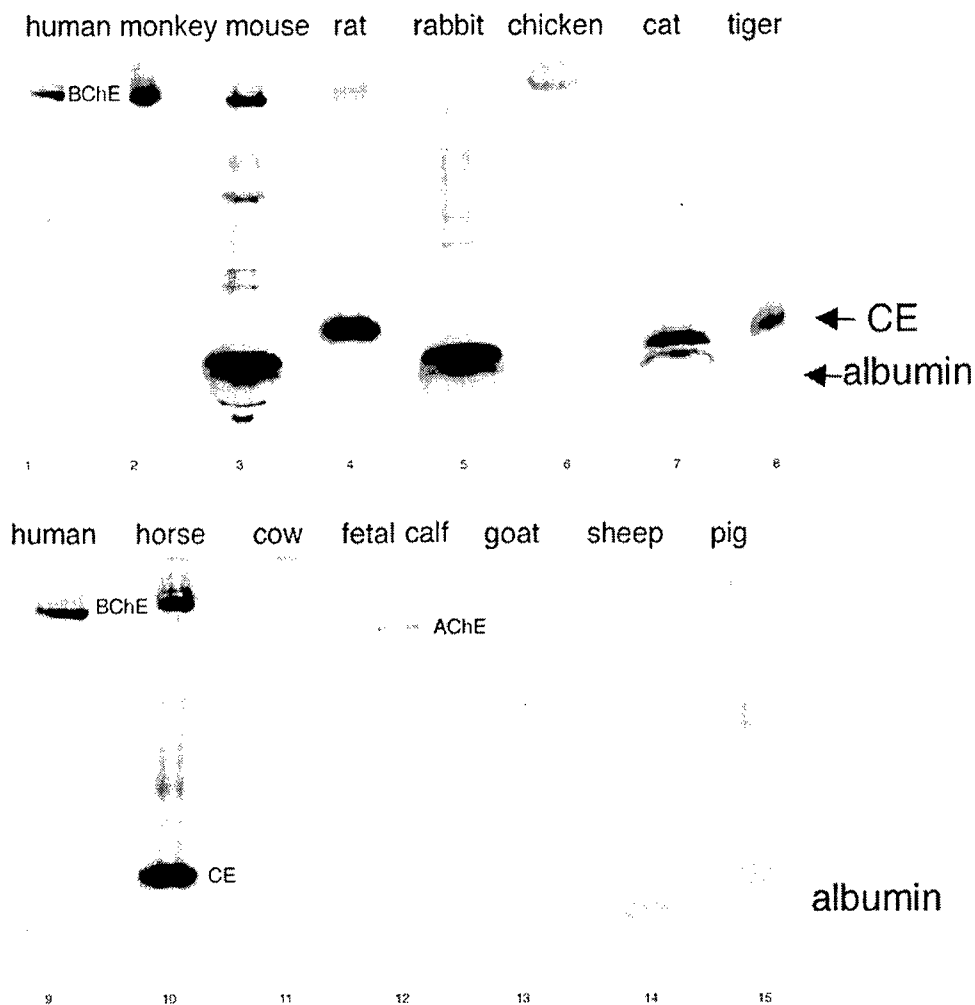 human monkey mouse rat rabbit chicken cat tiger
BChE
CE
albumin
1 2 3 4 5 6 7 8
human horse cow fetal calf goat sheep pig
BChE
AChE
CE
albumin
9 10 11 12 13 14 15